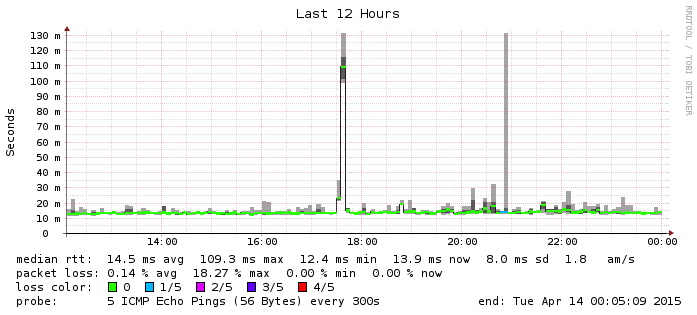 Last 12 Hours
RRDTOOL / TOBI OETIKER
Seconds
130 m
120 m
110 m
100 m
90 m
80 m
70 m
60 m
50 m
40 m
30 m
20 m
10 m
0
14:00 16:00 18:00 20:00 22:00 00:00
median rtt: 14.5 ms avg 109.3 ms max 12.4 ms min 13.9 ms now 8.0 ms sd 1.8 am/s
packet loss: 0.14 % avg 18.27 % max 0.00 % min 0.00 % now
loss color: 0 1/5 2/5 3/5 4/5
probe: 5 ICMP Echo Pings (56 Bytes) every 300s end: Tue Apr 14 00:05:09 2015